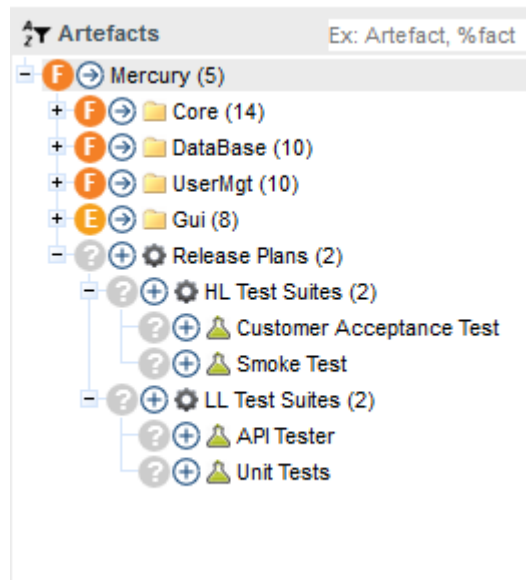 Artefacts Ex: Artefact, %fact
F Mercury (5)
F Core (14)
F DataBase (10)
F UserMgt (10)
E Gui (8)
? Release Plans (2)
? HL Test Suites (2)
? Customer Acceptance Test
? Smoke Test
? LL Test Suites (2)
? API Tester
? Unit Tests